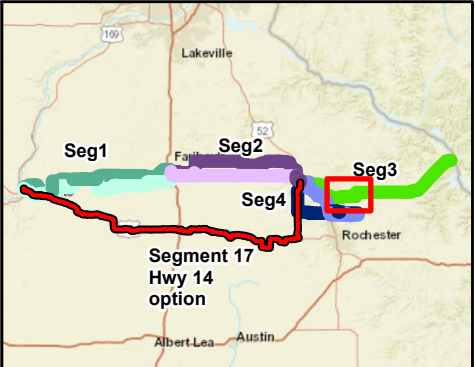 169
Lakeville
52
Seg1
Seg2
Seg3
Seg4
Rochester
Segment 17
Hwy 14
option
Albert Lea
Austin